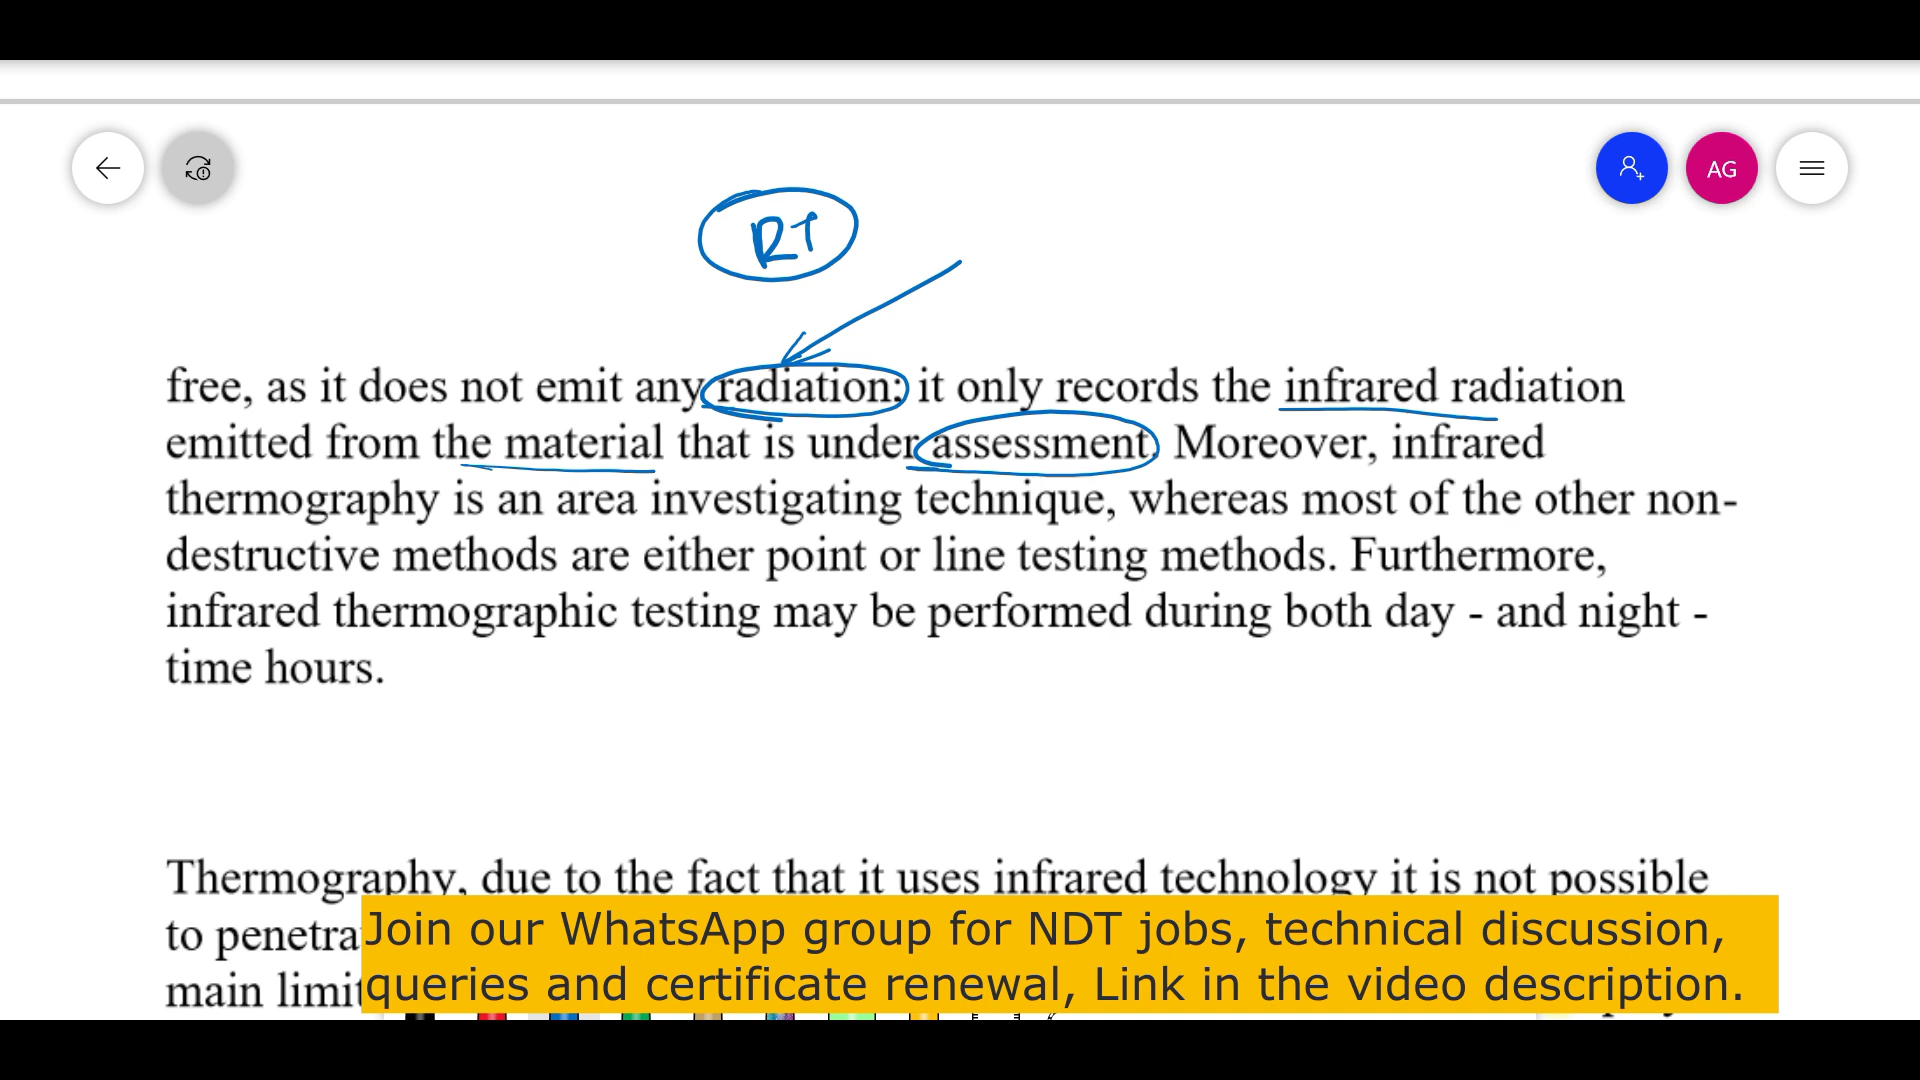 AG
RT
free, as it does not emit any radiation; it only records the infrared radiation
emitted from the material that is under assessment. Moreover, infrared
thermography is an area investigating technique, whereas most of the other non-
destructive methods are either point or line testing methods. Furthermore,
infrared thermographic testing may be performed during both day - and night -
time hours.
Thermography, due to the fact that it uses infrared technology it is not possible
to
main
Join our WhatsApp group for NDT jobs, technical discussion,
queries and certificate renewal, Link in the video description.